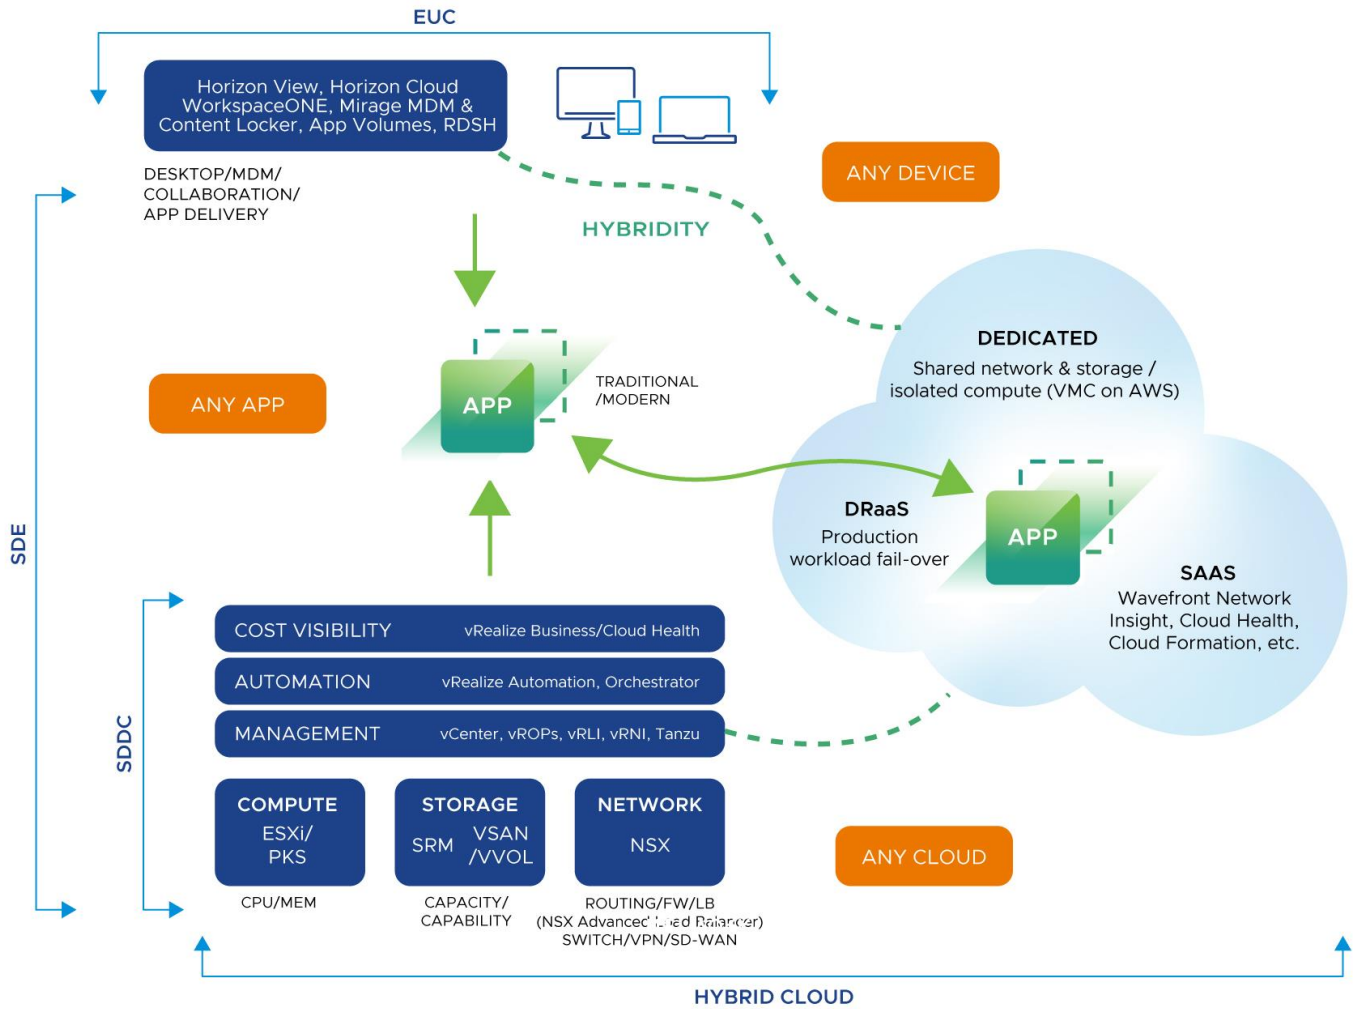 EUC
Horizon View, Horizon Cloud
WorkspaceONE, Mirage MDM &
Content Locker, App Volumes, RDSH
DESKTOP/MDM/
COLLABORATION/
APP DELIVERY
ANY DEVICE
HYBRIDITY
ANY APP
APP
TRADITIONAL
/MODERN
DEDICATED
Shared network & storage /
isolated compute (VMC on AWS)
DRaaS
Production
workload fail-over
APP
SAAS
Wavefront Network
Insight, Cloud Health,
Cloud Formation, etc.
SDE
SDDC
COST VISIBILITY vRealize Business/Cloud Health
AUTOMATION vRealize Automation, Orchestrator
MANAGEMENT vCenter, vROPs, vRLI, vRNI, Tanzu
COMPUTE
ESXi/
PKS
CPU/MEM
STORAGE
SRM
VSAN
/VVOL
CAPACITY/
CAPABILITY
NETWORK
NSX
ROUTING/FW/LB
(NSX Advanced Load Balancer)
SWITCH/VPN/SD-WAN
ANY CLOUD
HYBRID CLOUD